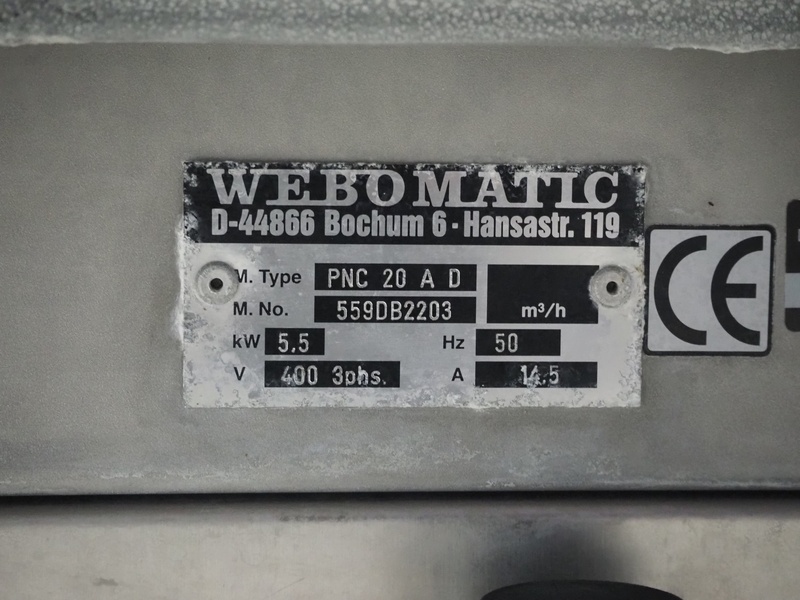 WEBOMATIC
D-44866 Bochum 6 - Hansastr. 119
M. Type PNC 20 A D
M. No. 559DB2203 m³/h
kW 5.5 Hz 50
V 400 3phs. A 14.5
CE